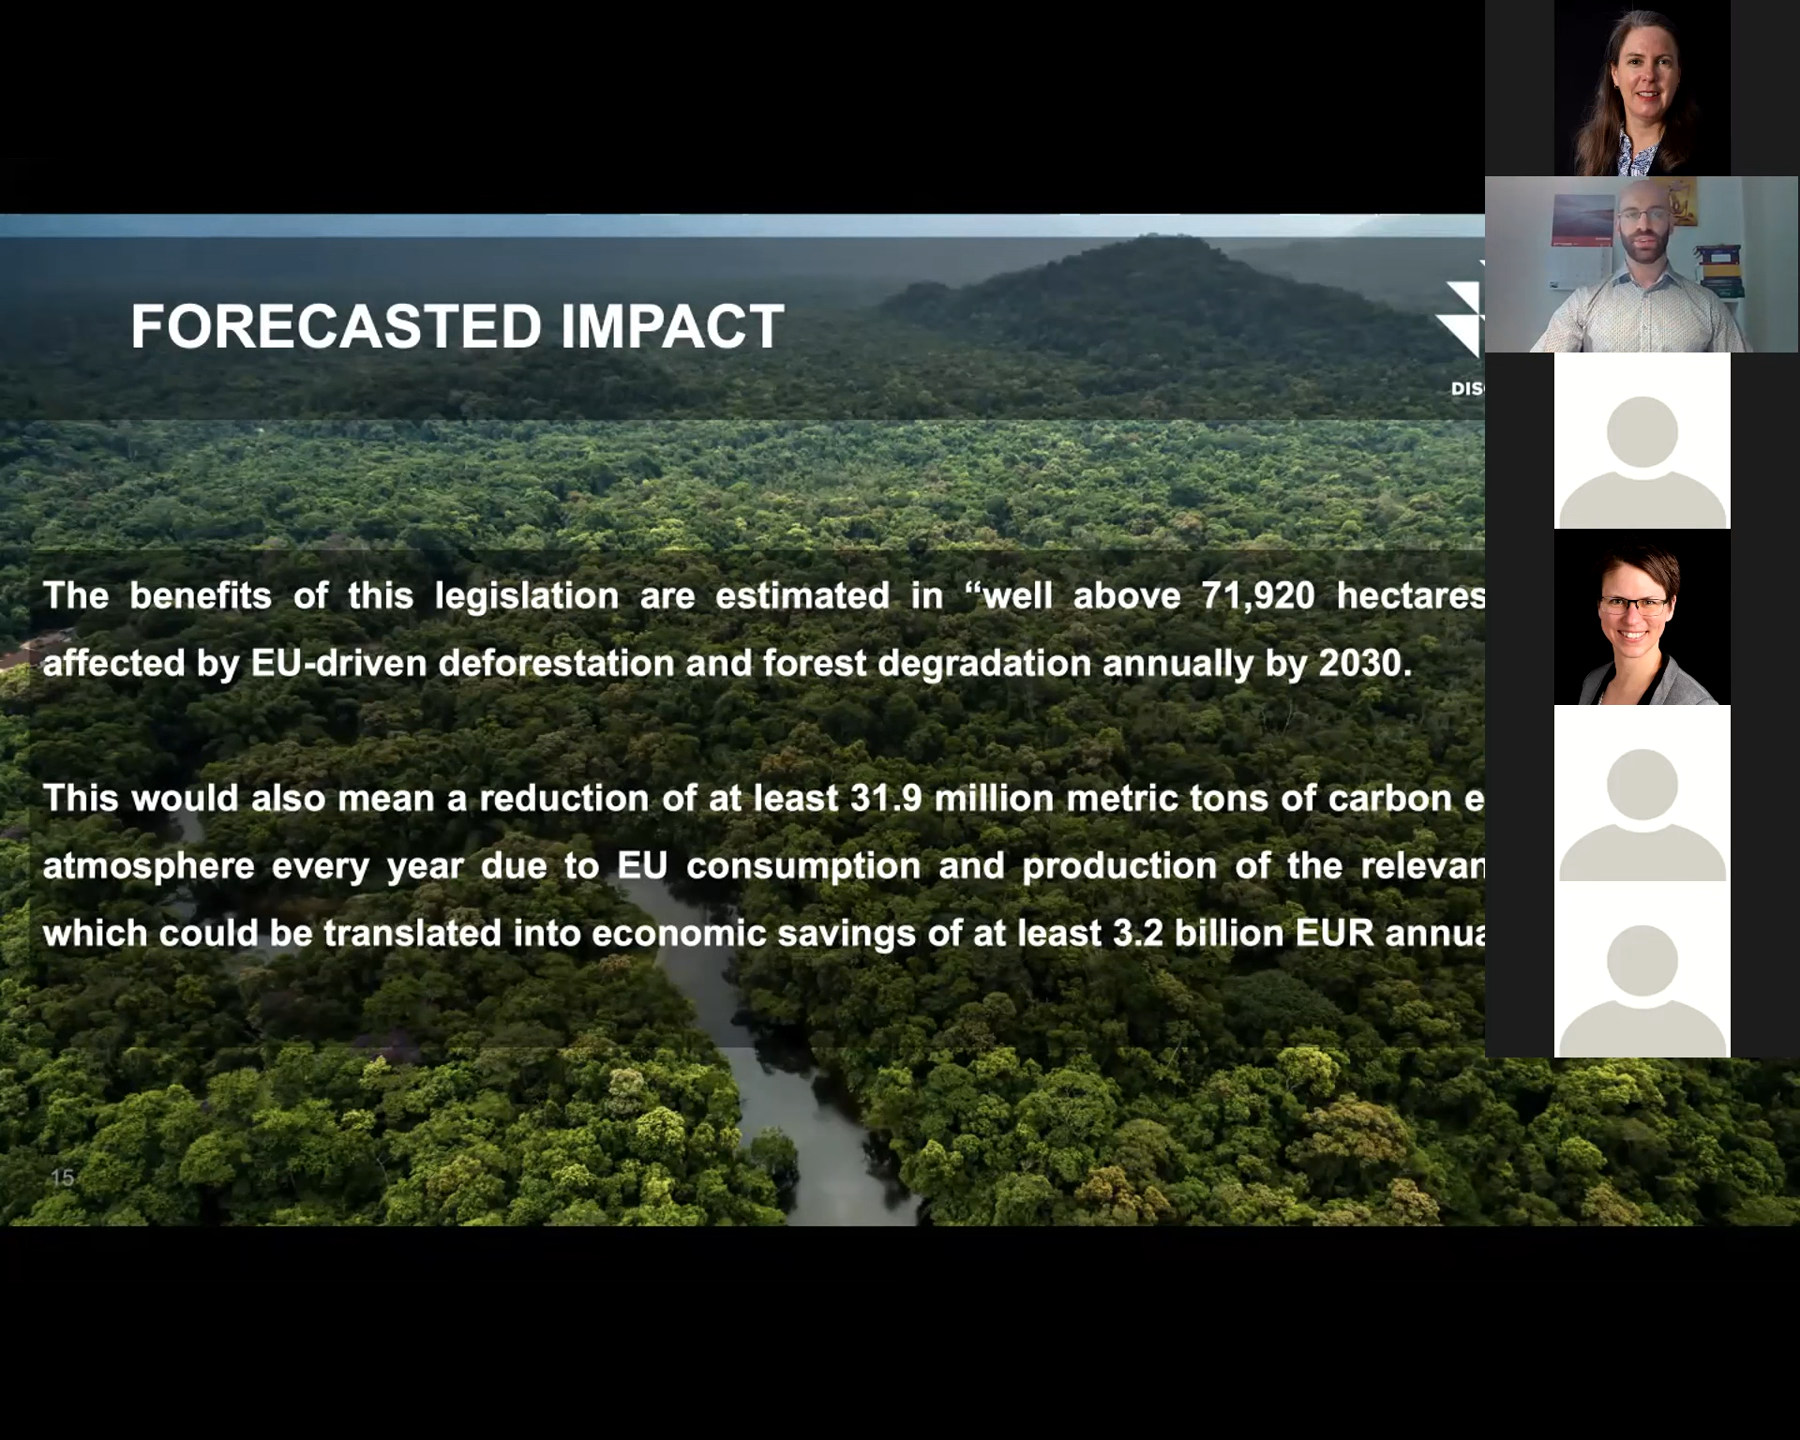 FORECASTED IMPACT
The benefits of this legislation are estimated in “well above 71,920 hectares
affected by EU-driven deforestation and forest degradation annually by 2030.
This would also mean a reduction of at least 31.9 million metric tons of carbon
atmosphere every year due to EU consumption and production of the
which could be translated into economic savings of at least 3.2 billion EUR
15